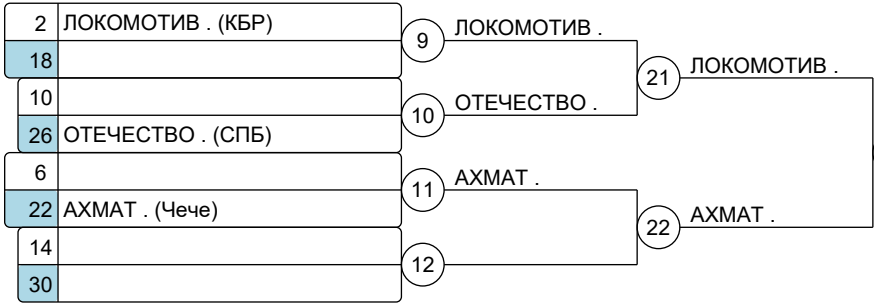 2 ЛОКОМОТИВ . (КБР)
18
9 ЛОКОМОТИВ .
21 ЛОКОМОТИВ .
10
26 ОТЕЧЕСТВО . (СПБ)
10 ОТЕЧЕСТВО .
6
22 АХМАТ . (Чече)
11 АХМАТ .
22 АХМАТ .
14
30
12